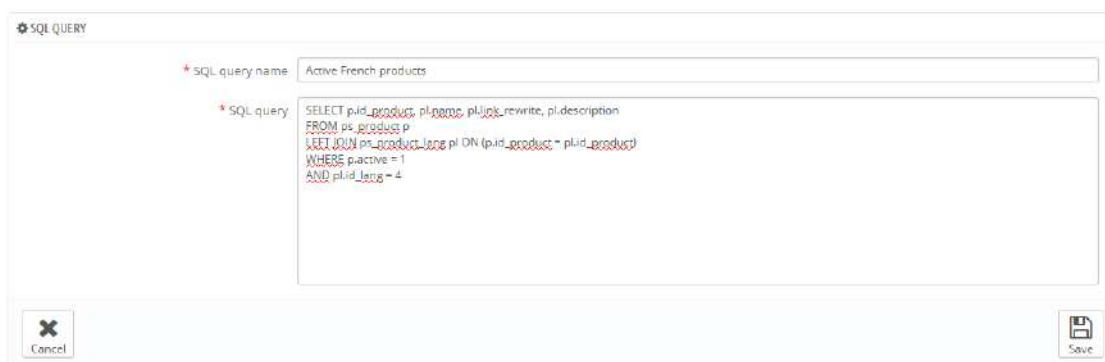 SQL QUERY
* SQL query name Active French products
* SQL query SELECT p.id_product, pl.name, pl.link_rewrite, pl.description
FROM ps_product p
LEFT JOIN ps_product_lang pl ON (p.id_product = pl.id_product)
WHERE p.active = 1
AND pl.id_lang = 4
Cancel Save